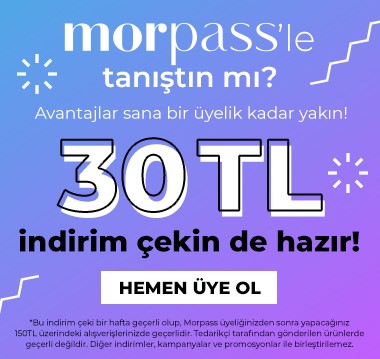 morpass'le
tanıştın mı?
Avantajlar sana bir üyelik kadar yakın!
30 TL
indirim çekin de hazır!
HEMEN ÜYE OL
*Bu indirim çeki bir hafta geçerli olup, Morpass üyeliğinizden sonra yapacağınız
150TL üzerindeki alışverişlerinizde geçerlidir. Tedarikçi tarafından gönderilen ürünlerde
geçerli değildir. Diğer indirimler, kampanyalar ve promosyonlar ile birleştirilemez.